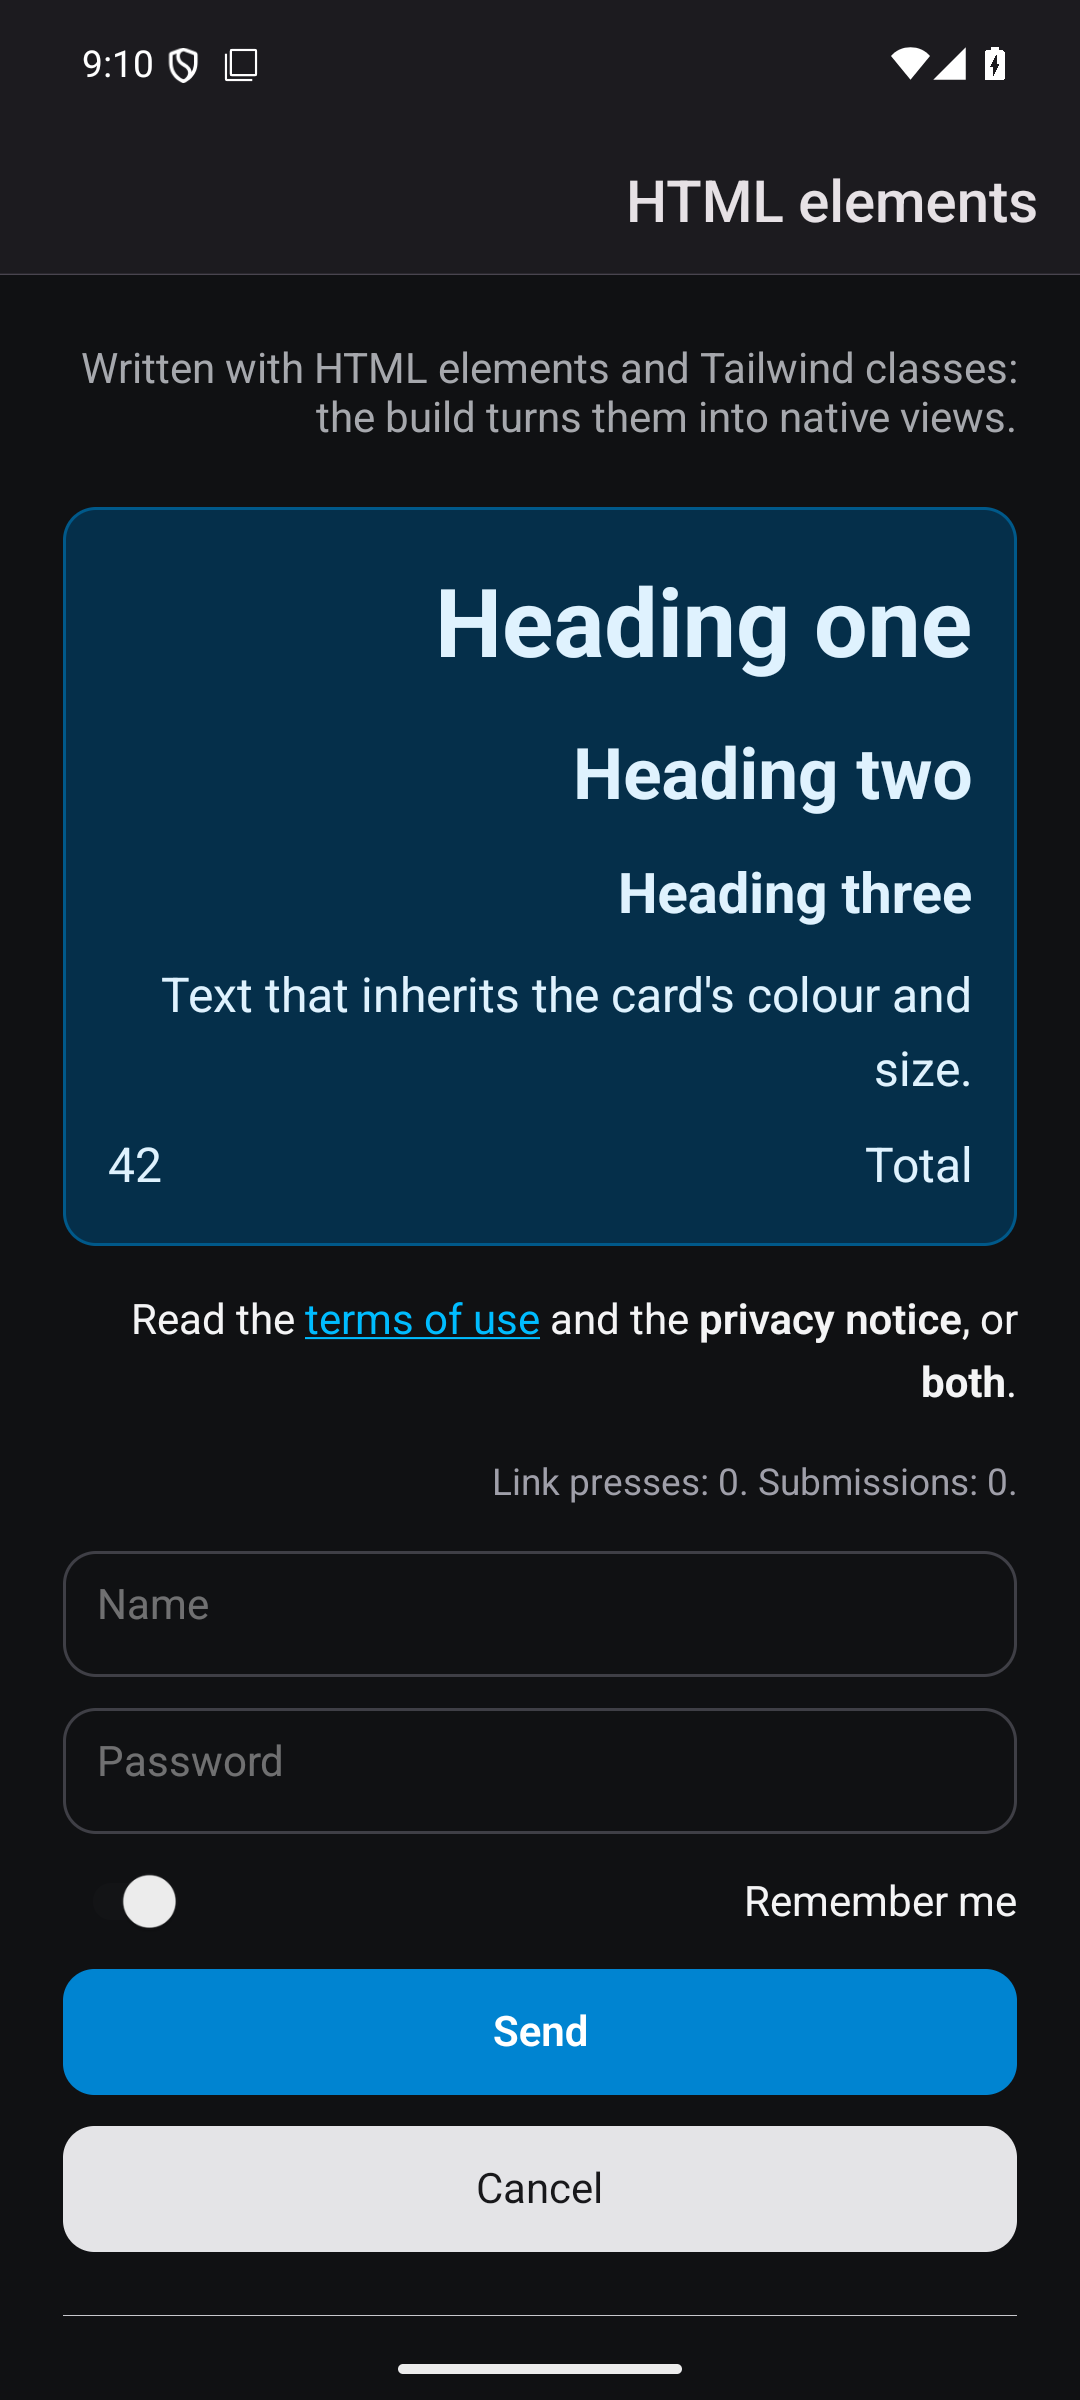 9:10
HTML elements
Written with HTML elements and Tailwind classes:
the build turns them into native views.
Heading one
Heading two
Heading three
Text that inherits the card's colour and
size.
42 Total
Read the terms of use and the privacy notice, or
both.
Link presses: 0. Submissions: 0.
Name
Password
Remember me
Send
Cancel